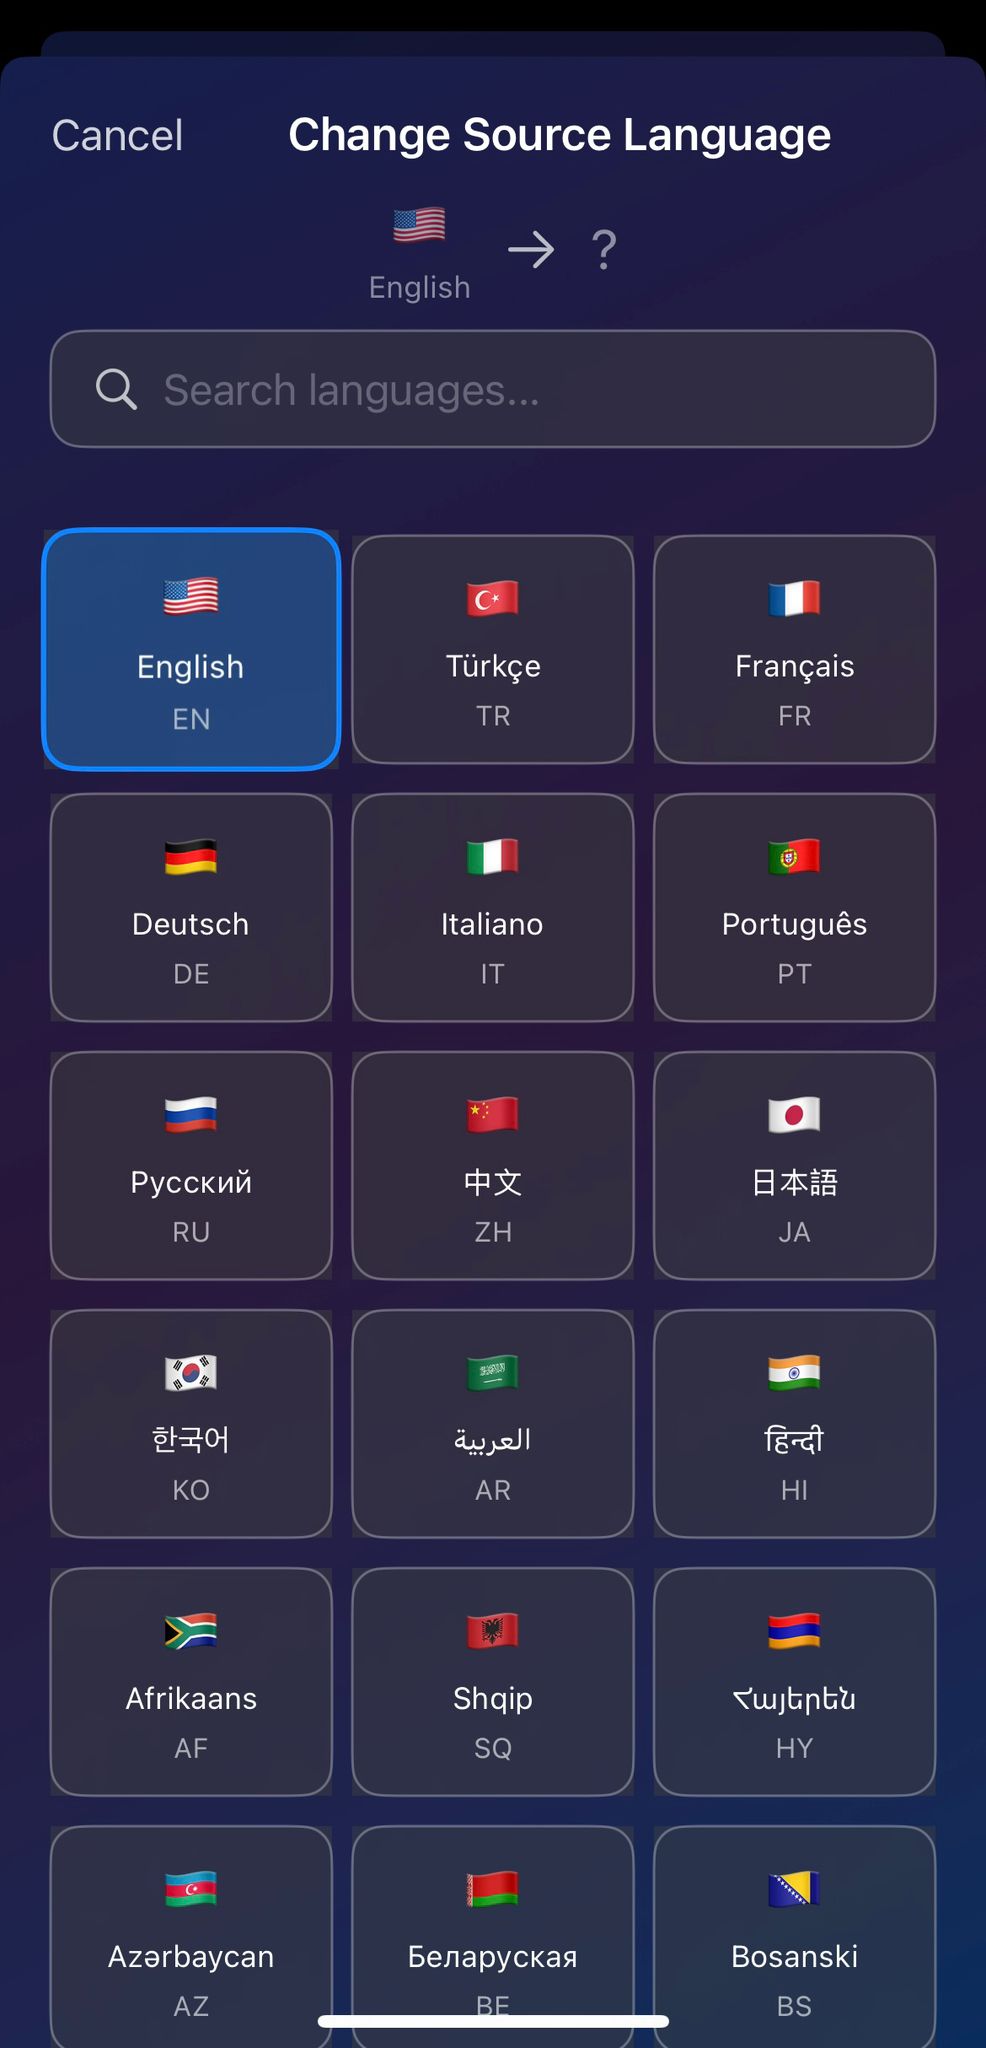 Cancel
Change Source Language
English
?
Search languages...
English
EN
Türkçe
TR
Français
FR
Deutsch
DE
Italiano
IT
Português
PT
Русский
RU
中文
ZH
日本語
JA
한국어
KO
العربية
AR
हिन्दी
HI
Afrikaans
AF
Shqip
SQ
Հայերեն
HY
Azərbaycan
AZ
Беларуская
BE
Bosanski
BS